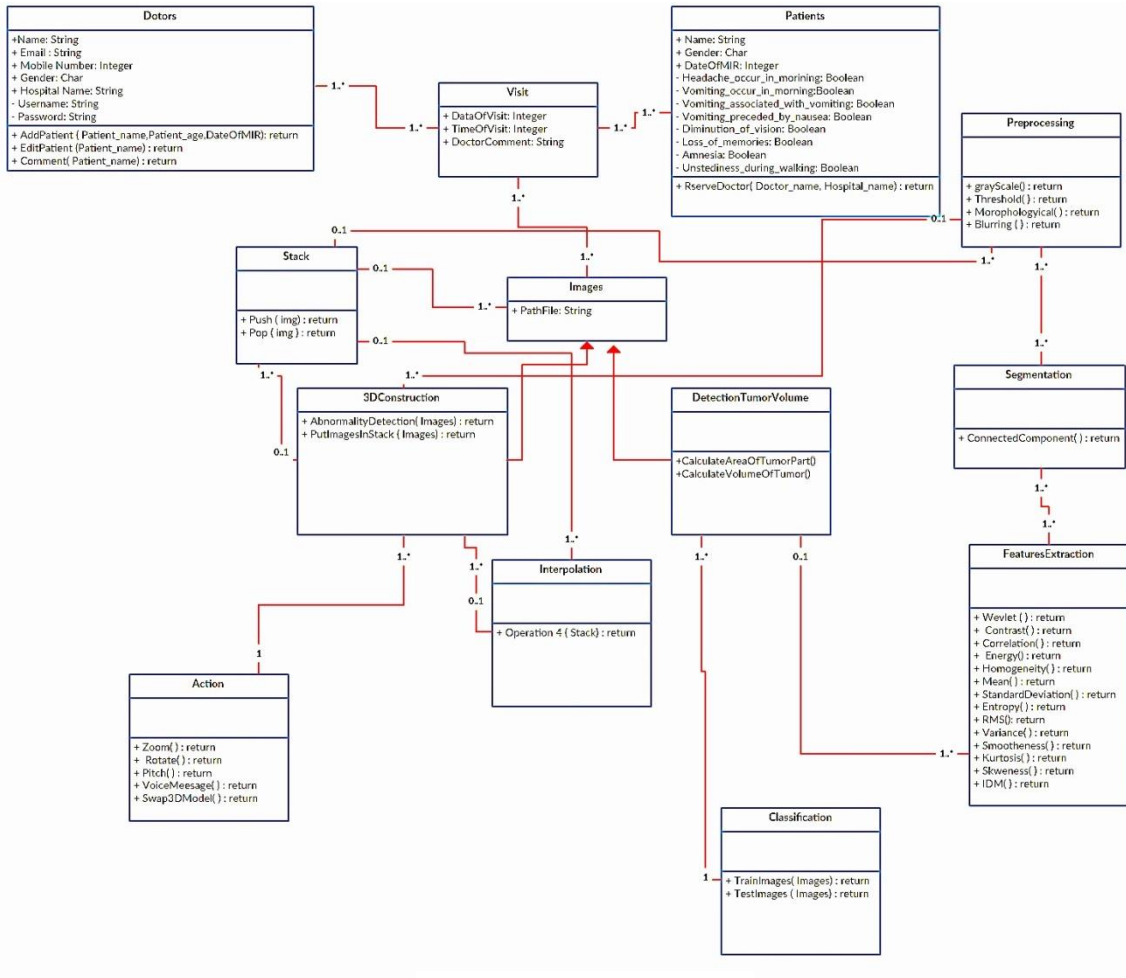 Dotors
+Name: String
+ Email : String
+ Mobile Number: Integer
+ Gender: Char
+ Hospital Name: String
- Username: String
- Password: String
+ AddPatient ( Patient_name,Patient_age,DateOfMIR): return
+ EditPatient (Patient_name) : return
+ Comment( Patient_name) : return
1..*
1..*
Visit
+ DataOfVisit: Integer
+ TimeOfVisit: Integer
+ DoctorComment: String
1..*
1..*
Patients
+ Name: String
+ Gender: Char
+ DateOfMIR: Integer
- Headache_occur_in_morining: Boolean
- Vomiting_occur_in_morning:Boolean
- Vomiting_associated_with_vomiting: Boolean
- Vomiting_preceded_by_nausea: Boolean
- Diminution_of_vision: Boolean
- Loss_of_memories: Boolean
- Amnesia: Boolean
- Unstediness_during_walking: Boolean
+ RserveDoctor( Doctor_name, Hospital_name) : return
Preprocessing
+ grayScale() : return
+ Threshold( ) : return
+ Morophologyical( ) : return
+ Blurring ( ) : return
0..1
1..*
1..*
1..*
0..1
1..*
Stack
+ Push ( img) : return
+ Pop ( img ) : return
0..1
1..*
0..1
1..*
0..1
Images
+ PathFile: String
1..*
Segmentation
+ ConnectedComponent( ) : return
1..*
1..*
1..*
3DConstruction
+ AbnormalityDetection( Images) : return
+ PutImagesInStack ( Images) : return
DetectionTumorVolume
+CalculateAreaOfTumorPart()
+CalculateVolumeOfTumor()
1..*
1
1..*
0..1
1..*
Interpolation
+ Operation 4 ( Stack) : return
1..*
0..1
1..*
FeaturesExtraction
+ Wevlet ( ) : return
+ Contrast( ) : return
+ Correlation( ) : return
+ Energy() : return
+ Homogeneity( ) : return
+ Mean( ) : return
+ StandardDeviation( ) : return
+ Entropy( ) : return
+ RMS(): return
+ Variance( ) : return
+ Smootheness( ) : return
+ Kurtosis( ) : return
+ Skweness( ) : return
+ IDM( ) : return
Action
+ Zoom( ) : return
+ Rotate( ) : return
+ Pitch( ) : return
+ VoiceMeesage( ) : return
+ Swap3DModel( ) : return
1
Classification
+ TrainImages( Images) : return
+ TestImages ( Images) : return